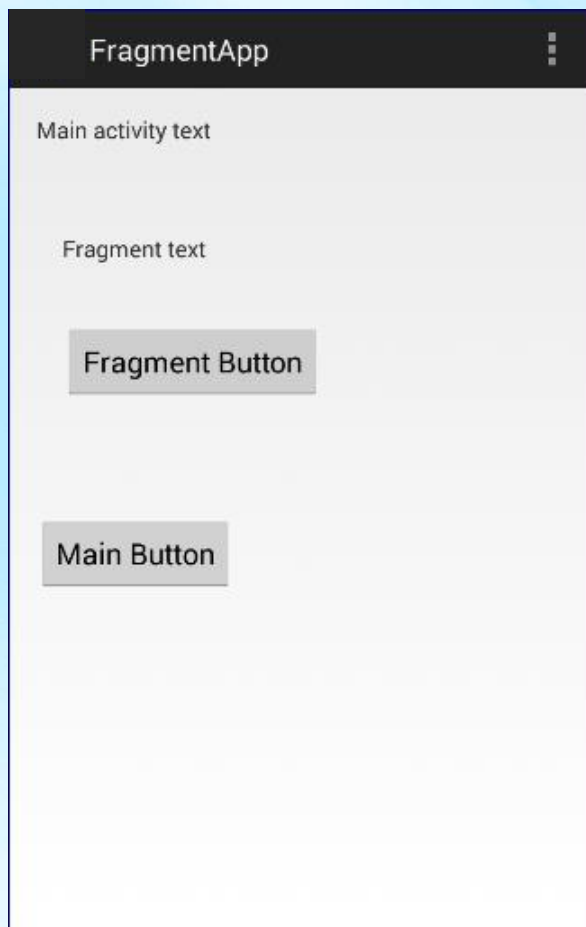 FragmentApp
Main activity text
Fragment text
Fragment Button
Main Button